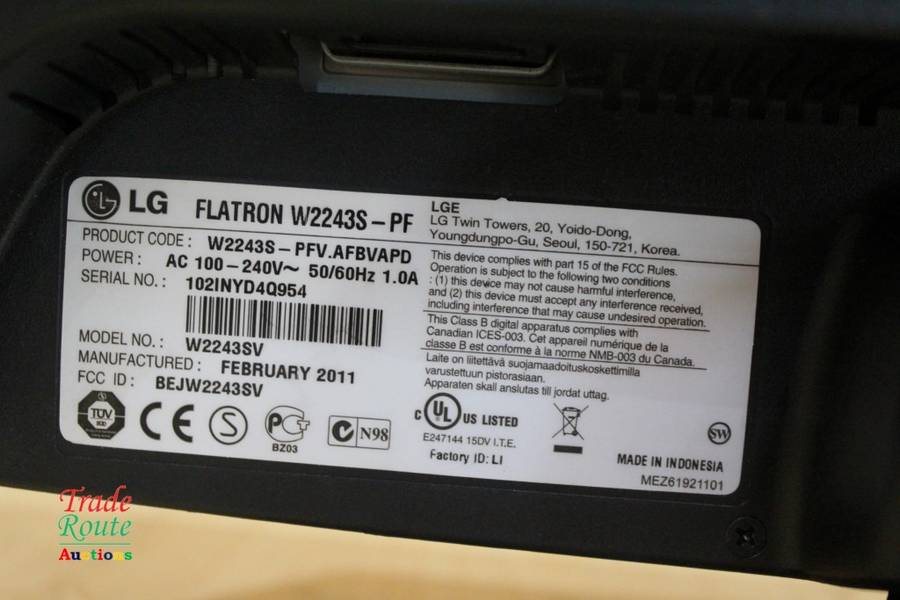 LG FLATRON W2243S-PF
PRODUCT CODE : W2243S-PFV.AFBVAPD
POWER : AC 100-240V~ 50/60Hz 1.0A
SERIAL NO. : 102INYD4Q954
MODEL NO. : W2243SV
MANUFACTURED : FEBRUARY 2011
FCC ID : BEJW2243SV
LGE
LG Twin Towers, 20, Yoido-Dong,
Youngdungpo-Gu, Seoul, 150-721, Korea.
This device complies with part 15 of the FCC Rules.
Operation is subject to the following two conditions
: (1) this device may not cause harmful interference,
and (2) this device must accept any interference received,
including interference that may cause undesired operation.
This Class B digital apparatus complies with
Canadian ICES-003. Cet appareil numérique de la
classe B est conforme à la norme NMB-003 du Canada.
Laite on liitettävä suojamaadoituskoskettimilla
varustettuun pistorasiaan.
Apparaten skall anslutas till jordat uttag.
TÜV
CE
S
PCT
BZ03
C N98
C UL US LISTED
E247144 15DV I.T.E.
Factory ID: LI
SW
MADE IN INDONESIA
MEZ61921101
Trade
Route
Auctions